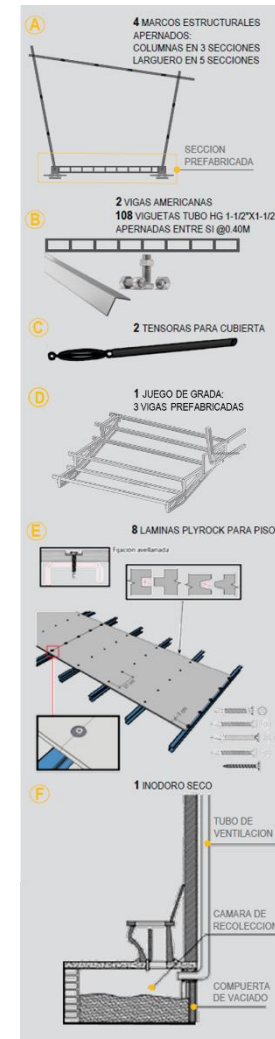 A
4 MARCOS ESTRUCTURALES
APERNADOS:
COLUMNAS EN 3 SECCIONES
LARGUERO EN 5 SECCIONES
SECCION
PREFABRICADA
B
2 VIGAS AMERICANAS
108 VIGUETAS TUBO HG 1-1/2"X1-1/2
APERNADAS ENTRE SI @0.40M
C
2 TENSORAS PARA CUBIERTA
D
1 JUEGO DE GRADA:
3 VIGAS PREFABRICADAS
E
8 LAMINAS PLYROCK PARA PISO
Fijacion avellanada
F
1 INODORO SECO
TUBO DE
VENTILACION
CAMARA DE
RECOLECCION
COMPUERTA
DE VACIADO